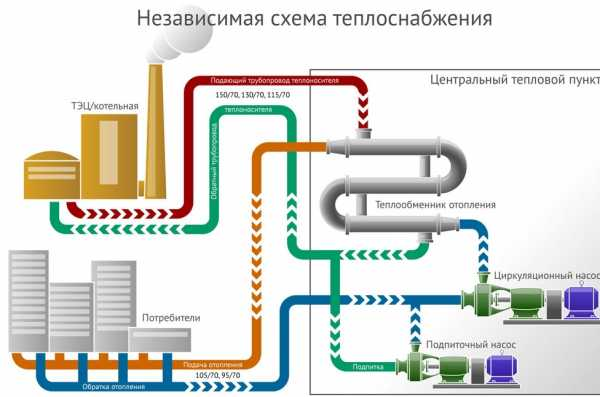 Независимая схема теплоснабжения
Подающий трубопровод теплоносителя
150/70, 130/70, 115/70
теплоносителя
Обратный трубопровод
ТЭЦ/котельная
Центральный тепловой пункт
Теплообменник отопления
Циркуляционный насос
Потребители
Подпиточный насос
Подача отопления
105/70, 95/70
Обратка отопления
Подпитка